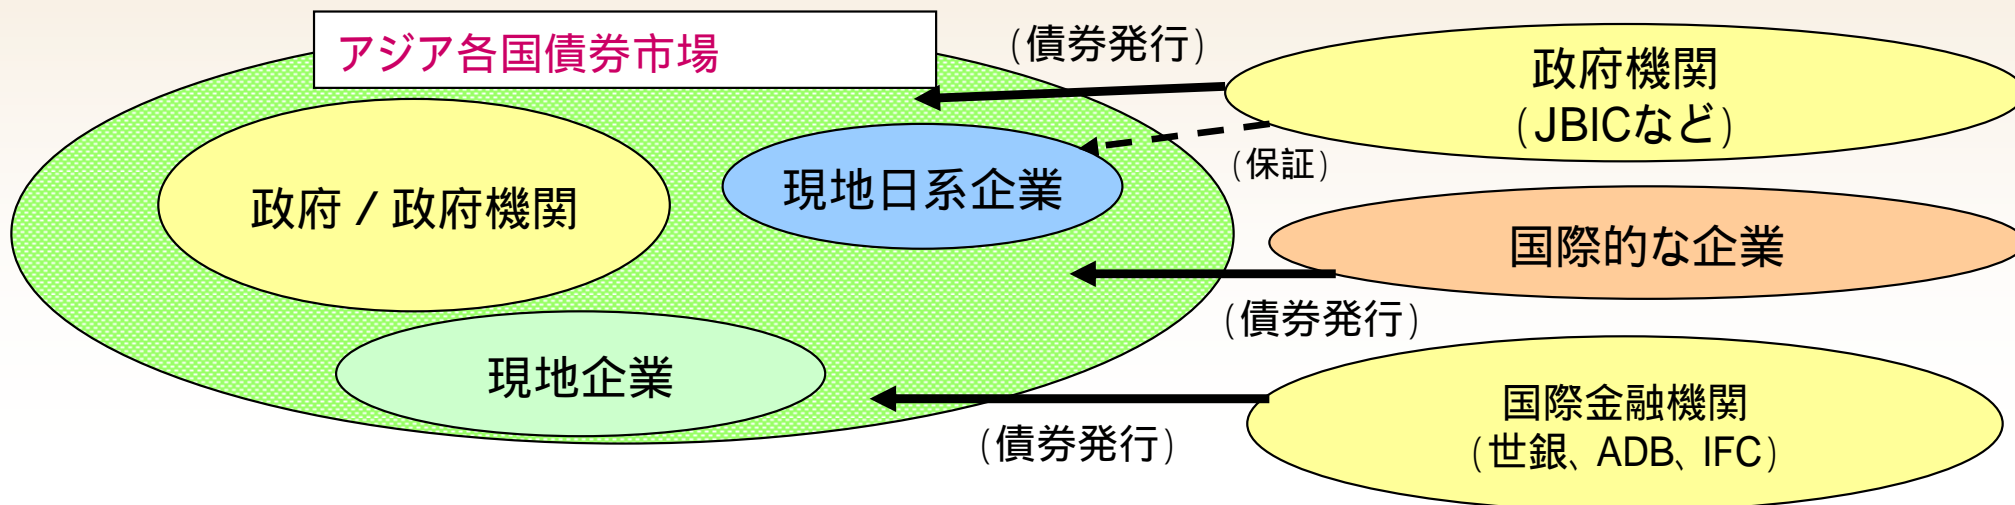 アジア各国債券市場
(債券発行)
政府機関
(JBICなど)
(保証)
政府 / 政府機関
現地日系企業
国際的な企業
(債券発行)
現地企業
国際金融機関
(世銀、ADB、IFC)
(債券発行)